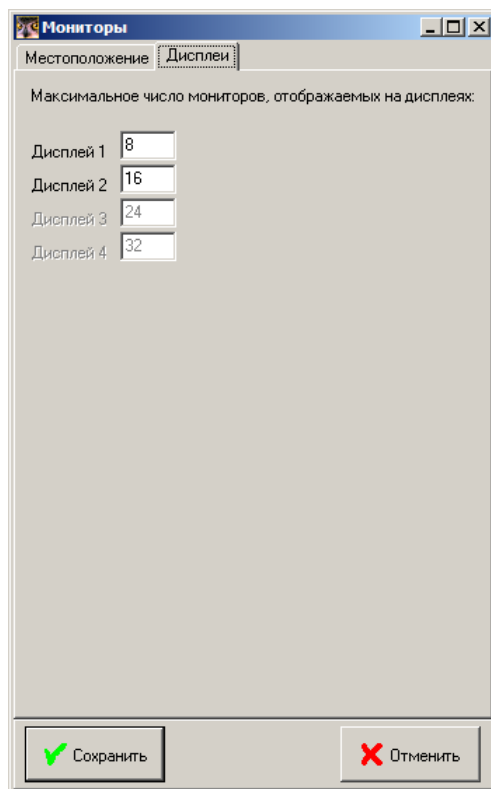 Мониторы
Местоположение Дисплеи
Максимальное число мониторов, отображаемых на дисплеях:
Дисплей 1 8
Дисплей 2 16
Дисплей 3 24
Дисплей 4 32
Сохранить Отменить